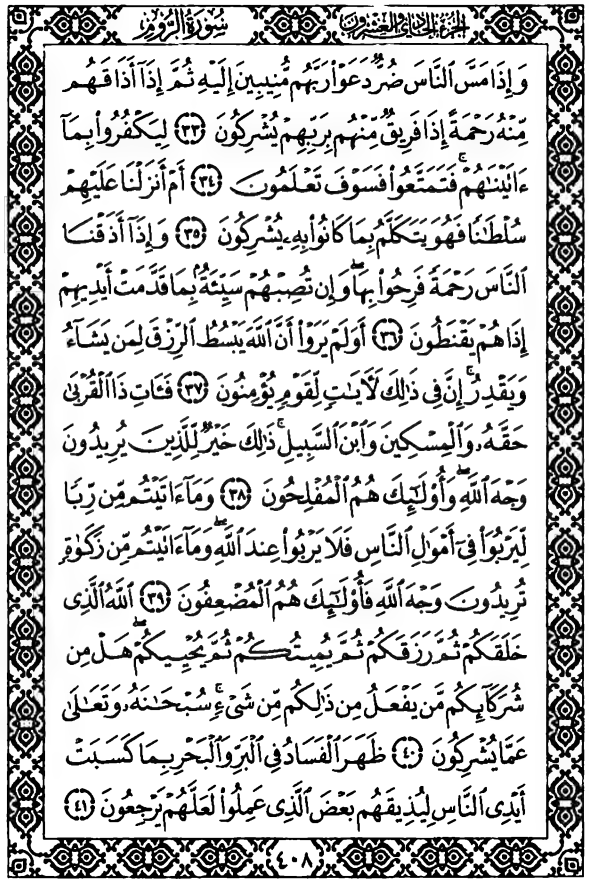 سُورَةُ الرُّومِ الجُزْءُ الحَادِي وَالعِشْرُونَ
وَإِذَا مَسَّ ٱلنَّاسَ ضُرٌّ دَعَوْا۟ رَبَّهُم مُّنِيبِينَ إِلَيْهِ ثُمَّ إِذَآ أَذَاقَهُم
مِّنْهُ رَحْمَةً إِذَا فَرِيقٌ مِّنْهُم بِرَبِّهِمْ يُشْرِكُونَ ﴿٣٣﴾ لِيَكْفُرُوا۟ بِمَآ
ءَاتَيْنَٰهُمْ ۚ فَتَمَتَّعُوا۟ فَسَوْفَ تَعْلَمُونَ ﴿٣٤﴾ أَمْ أَنزَلْنَا عَلَيْهِمْ
سُلْطَٰنًا فَهُوَ يَتَكَلَّمُ بِمَا كَانُوا۟ بِهِۦ يُشْرِكُونَ ﴿٣٥﴾ وَإِذَآ أَذَقْنَا
ٱلنَّاسَ رَحْمَةً فَرِحُوا۟ بِهَا ۖ وَإِن تُصِبْهُمْ سَيِّئَةٌۢ بِمَا قَدَّمَتْ أَيْدِيهِمْ
إِذَا هُمْ يَقْنَطُونَ ﴿٣٦﴾ أَوَلَمْ يَرَوْا۟ أَنَّ ٱللَّهَ يَبْسُطُ ٱلرِّزْقَ لِمَن يَشَآءُ
وَيَقْدِرُ ۚ إِنَّ فِى ذَٰلِكَ لَـَٔايَٰتٍ لِّقَوْمٍ يُؤْمِنُونَ ﴿٣٧﴾ فَـَٔاتِ ذَا ٱلْقُرْبَىٰ
حَقَّهُۥ وَٱلْمِسْكِينَ وَٱبْنَ ٱلسَّبِيلِ ۚ ذَٰلِكَ خَيْرٌ لِّلَّذِينَ يُرِيدُونَ
وَجْهَ ٱللَّهِ ۖ وَأُو۟لَٰٓئِكَ هُمُ ٱلْمُفْلِحُونَ ﴿٣٨﴾ وَمَآ ءَاتَيْتُم مِّن رِّبًا
لِّيَرْبُوَا۟ فِىٓ أَمْوَٰلِ ٱلنَّاسِ فَلَا يَرْبُوا۟ عِندَ ٱللَّهِ ۖ وَمَآ ءَاتَيْتُم مِّن زَكَوٰةٍ
تُرِيدُونَ وَجْهَ ٱللَّهِ فَأُو۟لَٰٓئِكَ هُمُ ٱلْمُضْعِفُونَ ﴿٣٩﴾ ٱللَّهُ ٱلَّذِى
خَلَقَكُمْ ثُمَّ رَزَقَكُمْ ثُمَّ يُمِيتُكُمْ ثُمَّ يُحْيِيكُمْ ۖ هَلْ مِن
شُرَكَآئِكُم مَّن يَفْعَلُ مِن ذَٰلِكُم مِّن شَىْءٍ ۚ سُبْحَٰنَهُۥ وَتَعَٰلَىٰ
عَمَّا يُشْرِكُونَ ﴿٤٠﴾ ظَهَرَ ٱلْفَسَادُ فِى ٱلْبَرِّ وَٱلْبَحْرِ بِمَا كَسَبَتْ
أَيْدِى ٱلنَّاسِ لِيُذِيقَهُم بَعْضَ ٱلَّذِى عَمِلُوا۟ لَعَلَّهُمْ يَرْجِعُونَ ﴿٤١﴾
٤٠٨